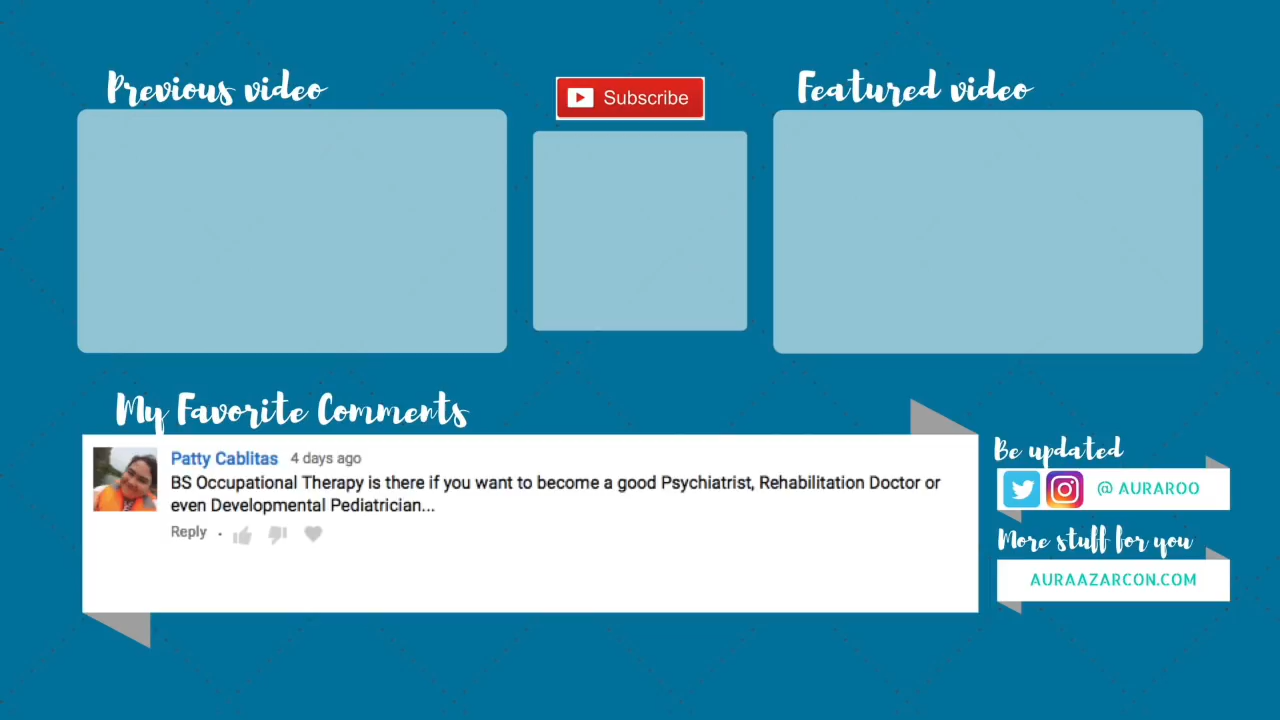 Previous video
Subscribe
Featured video
My Favorite Comments
Patty Cablitas 4 days ago
BS Occupational Therapy is there if you want to become a good Psychiatrist, Rehabilitation Doctor or
even Developmental Pediatrician...
Reply ·
Be updated
@ AURAROO
More stuff for you
AURAAZARCON.COM